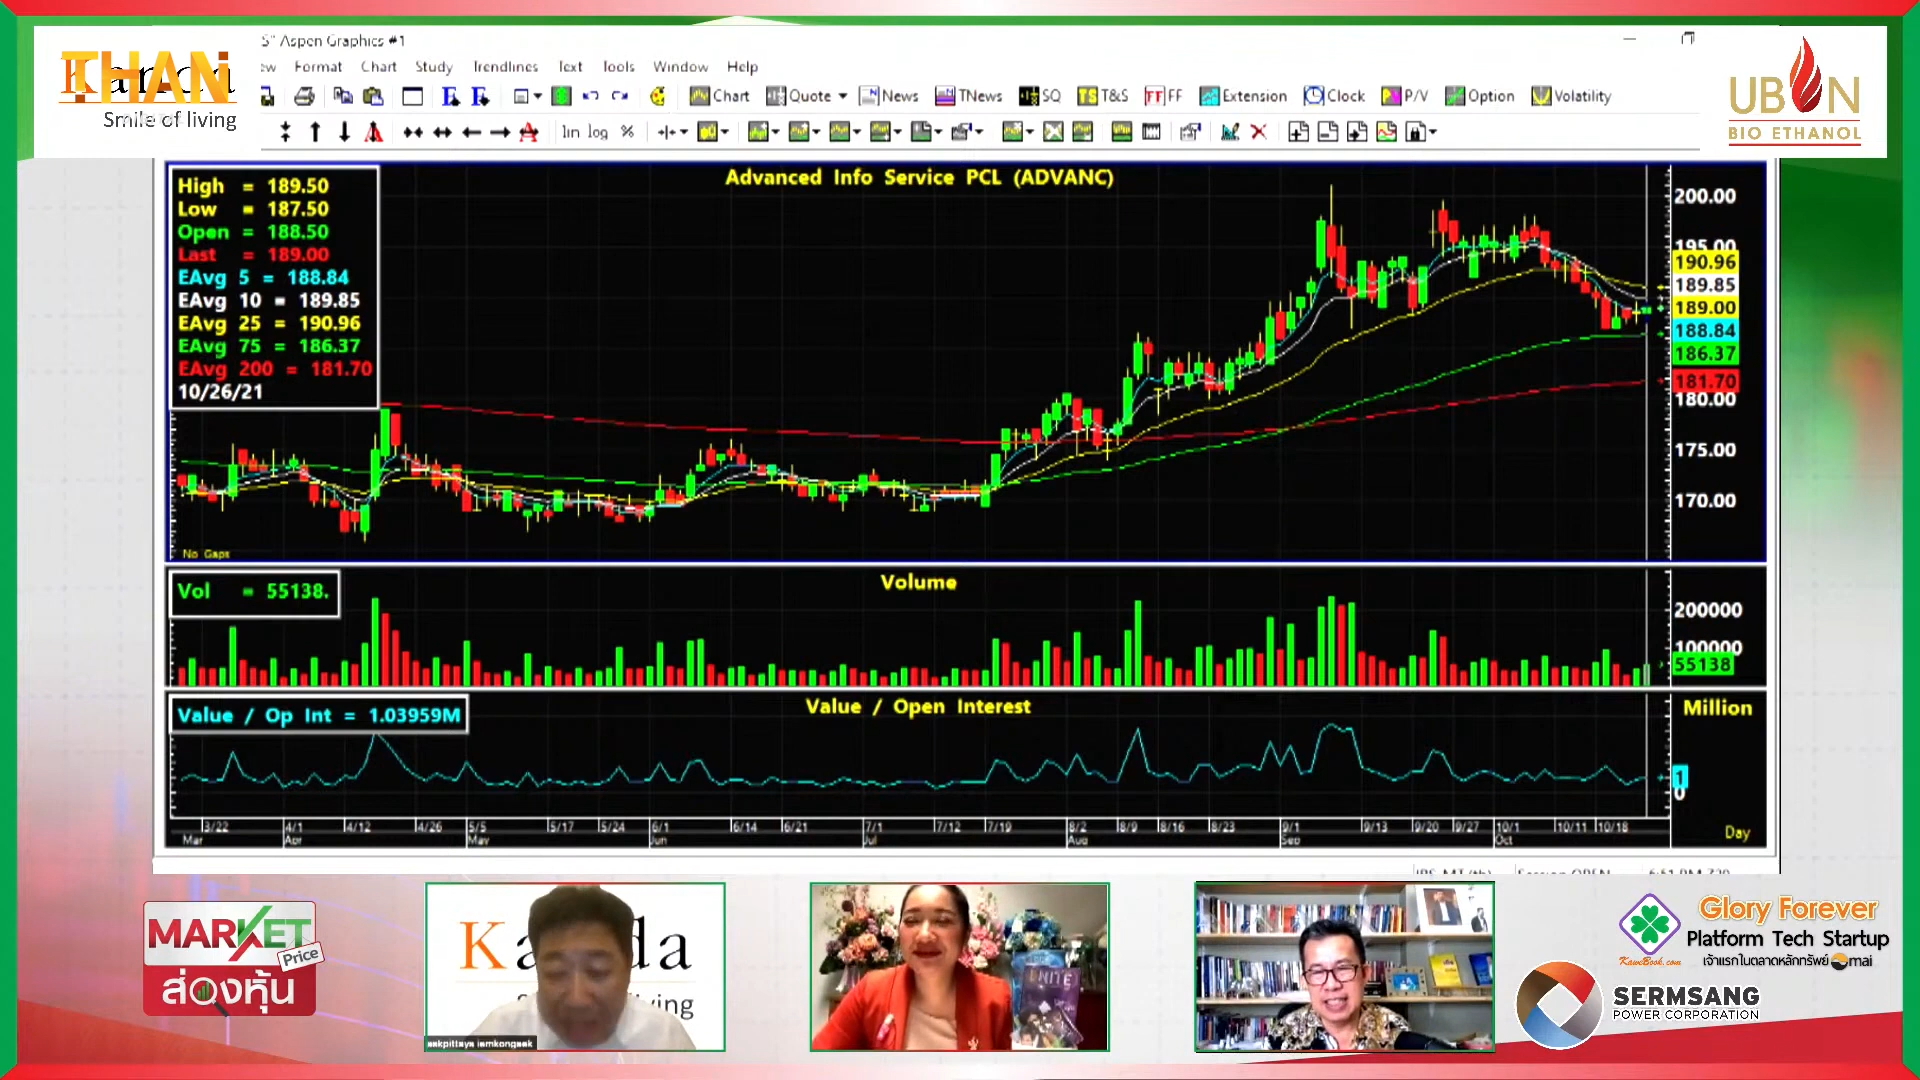 S" Aspen Graphics #1
ew Format Chart Study Trendlines Text Tools Window Help
THAN
Smile of living
Chart Quote News TNews SQ T&S FF Extension Clock P/V Option Volatility
lin log %
UBON
BIO ETHANOL
Advanced Info Service PCL (ADVANC)
High = 189.50
Low = 187.50
Open = 188.50
Last = 189.00
EAvg 5 = 188.84
EAvg 10 = 189.85
EAvg 25 = 190.96
EAvg 75 = 186.37
EAvg 200 = 181.70
10/26/21
No Gaps
200.00
195.00
190.96
189.85
189.00
188.84
186.37
181.70
180.00
175.00
170.00
Vol = 55138.
Volume
200000
100000
55138
Value / Op Int = 1.03959M
Value / Open Interest
Million
1
0
3/22 4/1 4/12 4/26 5/5 5/17 5/24 6/1 6/14 6/21 7/1 7/12 7/19 8/2 8/9 8/16 8/23 9/1 9/13 9/20 9/27 10/1 10/11 10/18
Mar Apr May Jun Jul Aug Sep Oct Day
MARKET
Price
ส่องหุ้น
Kanda
living
NITE
Glory Forever
Platform Tech Startup
KaweBook.com เจ้าแรกในตลาดหลักทรัพย์ mai
SERMSANG
POWER CORPORATION